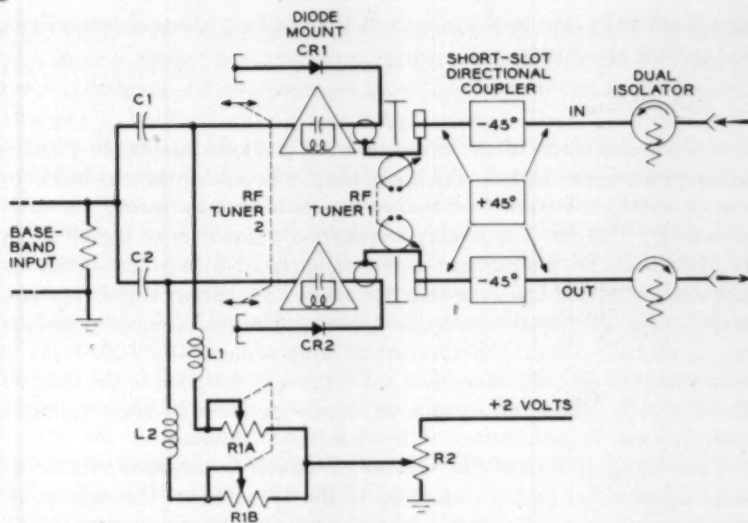 DIODE
MOUNT
CR1
SHORT-SLOT
DIRECTIONAL
COUPLER
DUAL
ISOLATOR
C1
IN
-45°
RF
TUNER
2
RF
TUNER 1
+45°
BASE-
BAND
INPUT
C2
-45°
OUT
CR2
L1
+2 VOLTS
L2
R1A
R2
R1B